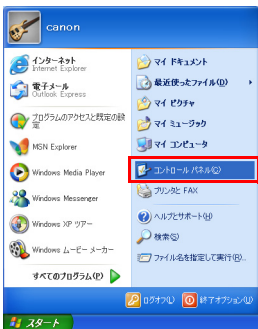 canon
インターネット
Internet Explorer
電子メール
Outlook Express
プログラムのアクセスと既定の設定
MSN Explorer
Windows Media Player
Windows Messenger
Windows XP ツアー
Windows ムービー メーカー
すべてのプログラム(P)
マイ ドキュメント
最近使ったファイル(D)
マイ ピクチャ
マイ ミュージック
マイ コンピュータ
コントロール パネル(C)
プリンタと FAX
ヘルプとサポート(H)
検索(S)
ファイル名を指定して実行(R)...
ログオフ(L)
終了オプション(U)
スタート